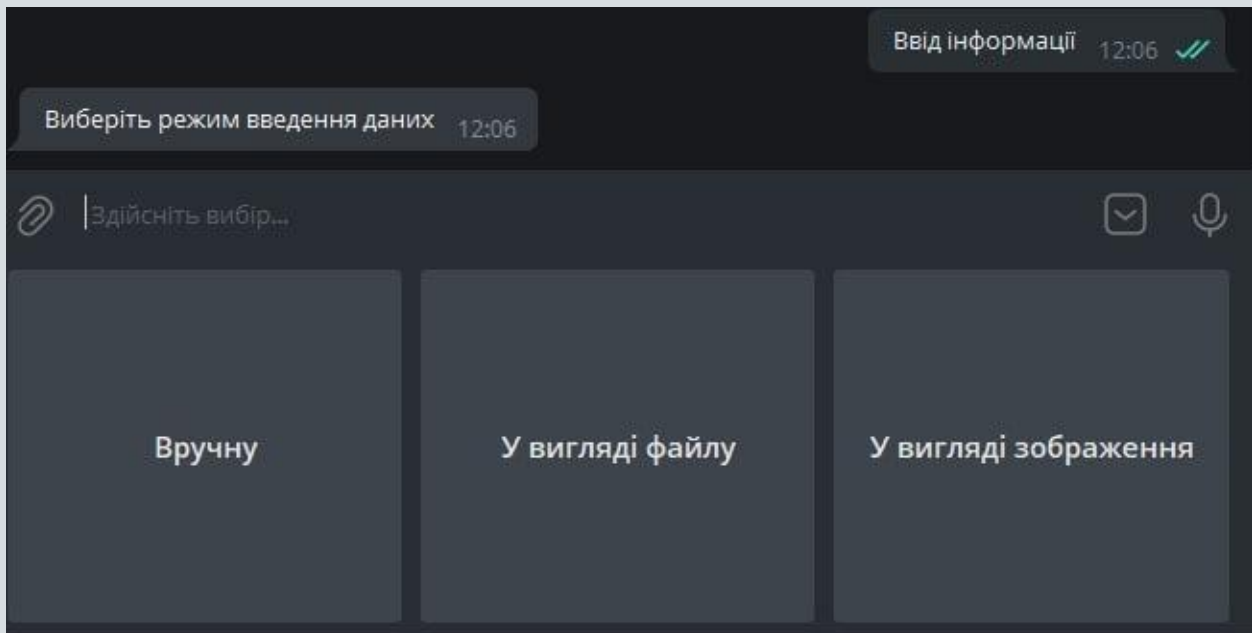 Ввід інформації 12:06
Виберіть режим введення даних 12:06
Здійсніть вибір...
Вручну
У вигляді файлу
У вигляді зображення